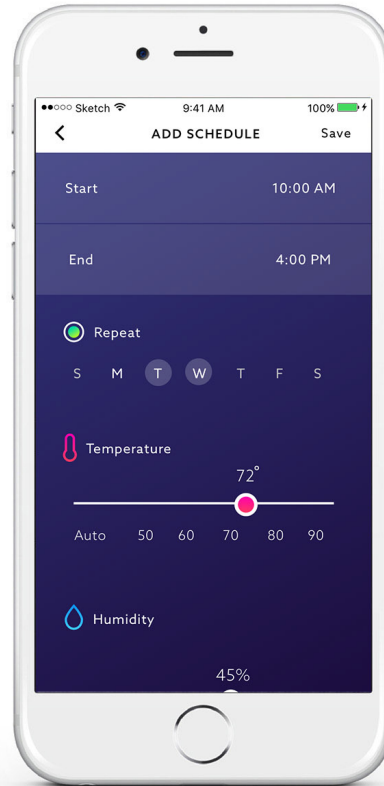 Sketch 9:41 AM 100%
ADD SCHEDULE Save
Start 10:00 AM
End 4:00 PM
Repeat
S M T W T F S
Temperature
72°
Auto 50 60 70 80 90
Humidity
45%